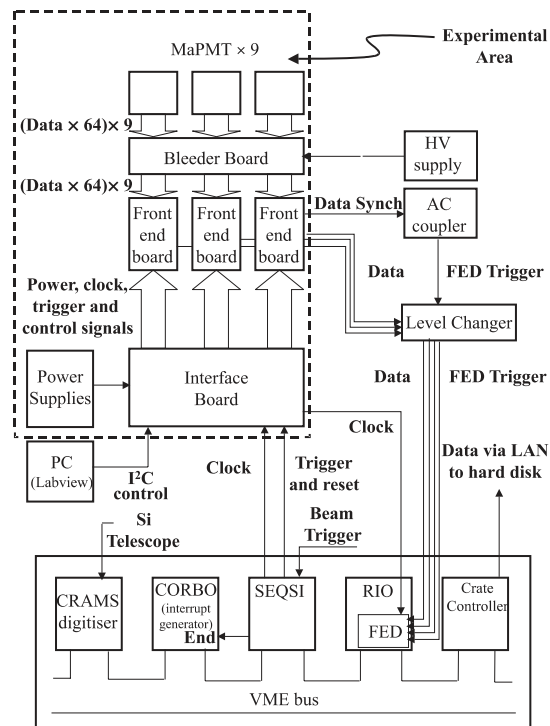 MaPMT × 9
Experimental
Area
(Data × 64)× 9
Bleeder Board
HV
supply
(Data × 64)× 9
Front
end
board
Front
end
board
Front
end
board
Data Synch
AC
coupler
Data
FED Trigger
Power, clock,
trigger and
control signals
Level Changer
Power
Supplies
Interface
Board
Data
FED Trigger
Clock
PC
(Labview)
I²C
control
Clock
Trigger
and reset
Data via LAN
to hard disk
Si
Telescope
Beam
Trigger
CRAMS
digitiser
CORBO
(interrupt
generator)
End
SEQSI
RIO
FED
Crate
Controller
VME bus